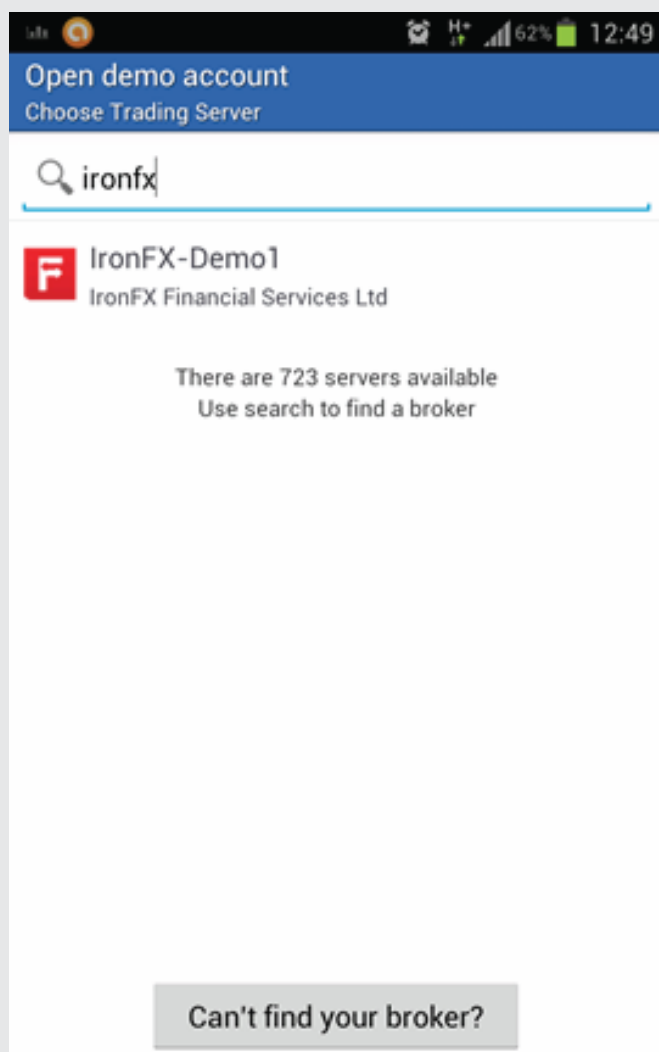 H+ 62% 12:49
Open demo account
Choose Trading Server
ironfx
IronFX-Demo1
IronFX Financial Services Ltd
There are 723 servers available
Use search to find a broker
Can't find your broker?